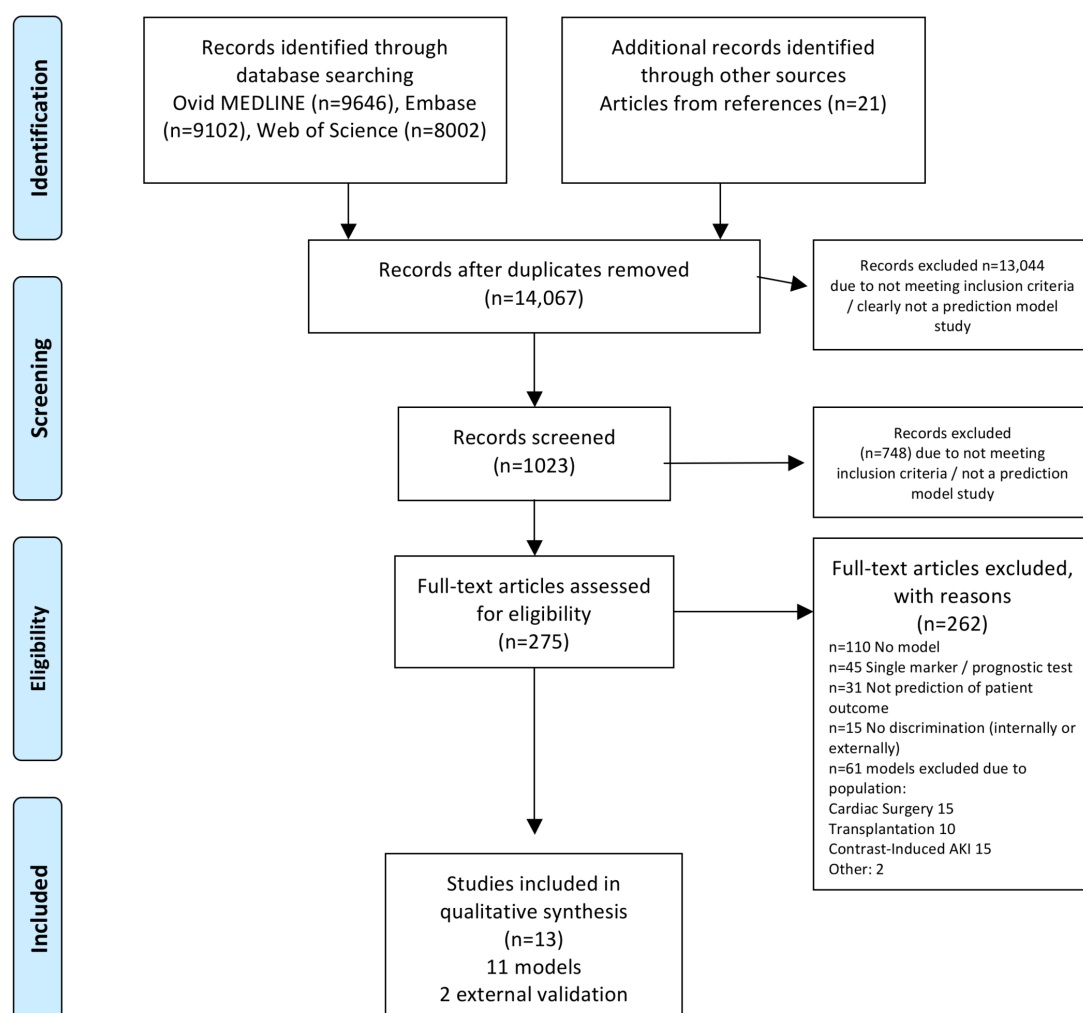 Identification
Records identified through
database searching
Ovid MEDLINE (n=9646), Embase
(n=9102), Web of Science (n=8002)
Additional records identified
through other sources
Articles from references (n=21)
Records after duplicates removed
(n=14,067)
Records excluded n=13,044
due to not meeting inclusion criteria
/ clearly not a prediction model
study
Screening
Records screened
(n=1023)
Records excluded
(n=748) due to not meeting
inclusion criteria / not a prediction
model study
Eligibility
Full-text articles assessed
for eligibility
(n=275)
Full-text articles excluded,
with reasons
(n=262)
n=110 No model
n=45 Single marker / prognostic test
n=31 Not prediction of patient
outcome
n=15 No discrimination (internally or
externally)
n=61 models excluded due to
population:
Cardiac Surgery 15
Transplantation 10
Contrast-Induced AKI 15
Other: 2
Included
Studies included in
qualitative synthesis
(n=13)
11 models
2 external validation